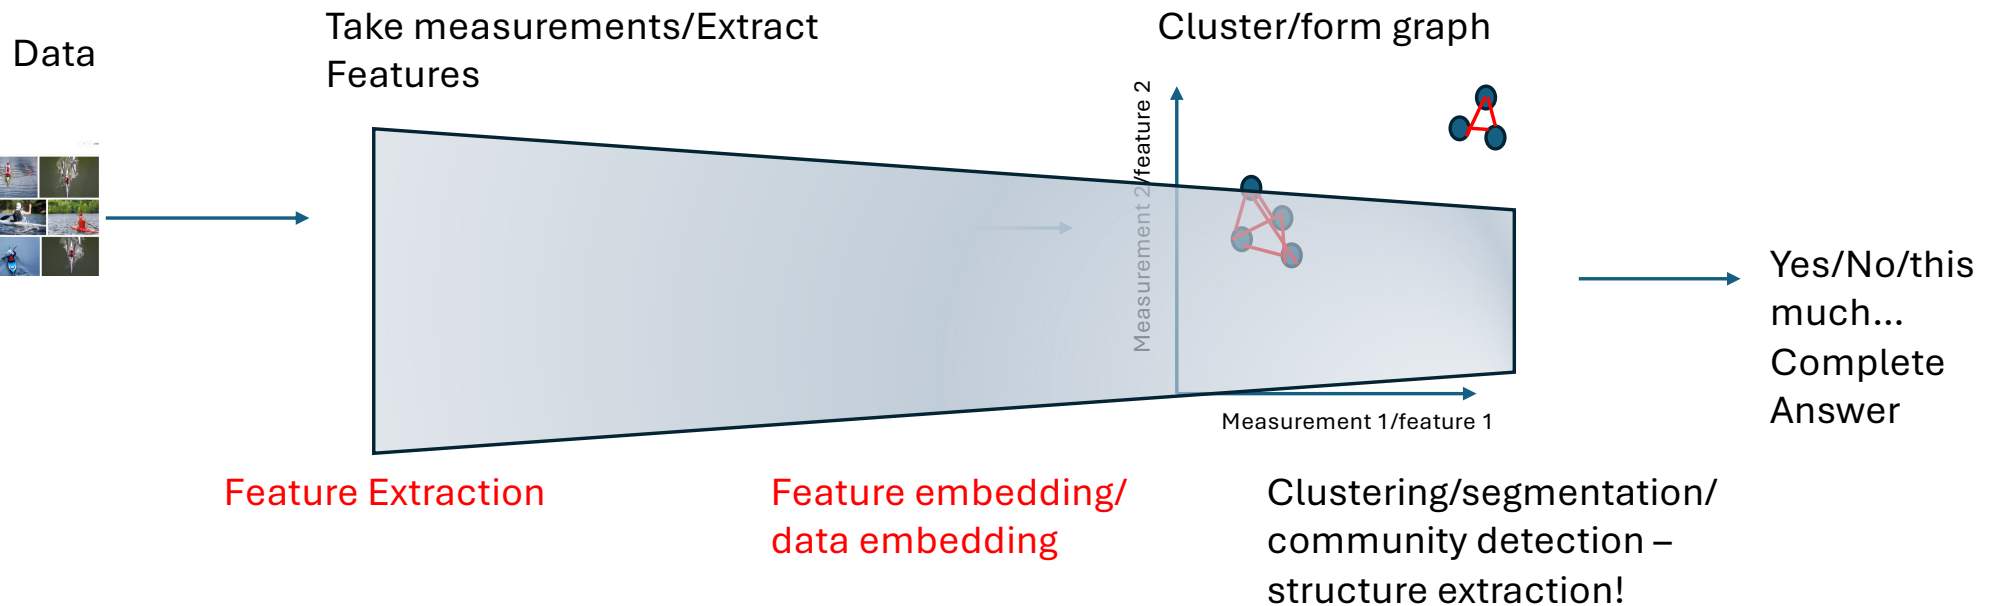 Data
Take measurements/Extract
Features
Cluster/form graph
Measurement 2/feature 2
Measurement 1/feature 1
Yes/No/this
much...
Complete
Answer
Feature Extraction
Feature embedding/
data embedding
Clustering/segmentation/
community detection –
structure extraction!